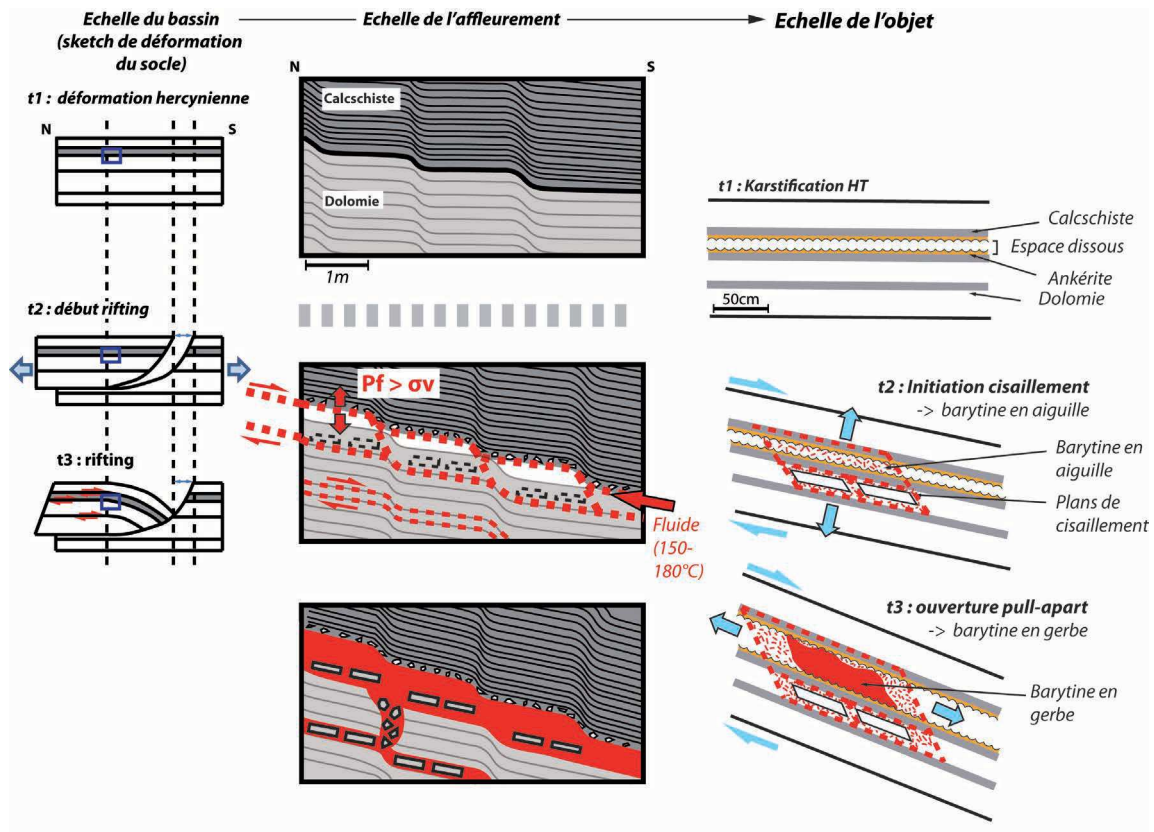 Echelle du bassin
(sketch de déformation
du socle)
Echelle de l'affleurement
Echelle de l'objet
t1 : déformation hercynienne
N
S
t2 : début rifting
t3 : rifting
N
S
Calcschiste
Dolomie
1m
Pf > σv
Fluide
(150-
180°C)
t1 : Karstification HT
Calcschiste
Espace dissous
Ankérite
Dolomie
50cm
t2 : Initiation cisaillement
-> barytine en aiguille
Barytine en
aiguille
Plans de
cisaillement
t3 : ouverture pull-apart
-> barytine en gerbe
Barytine en
gerbe